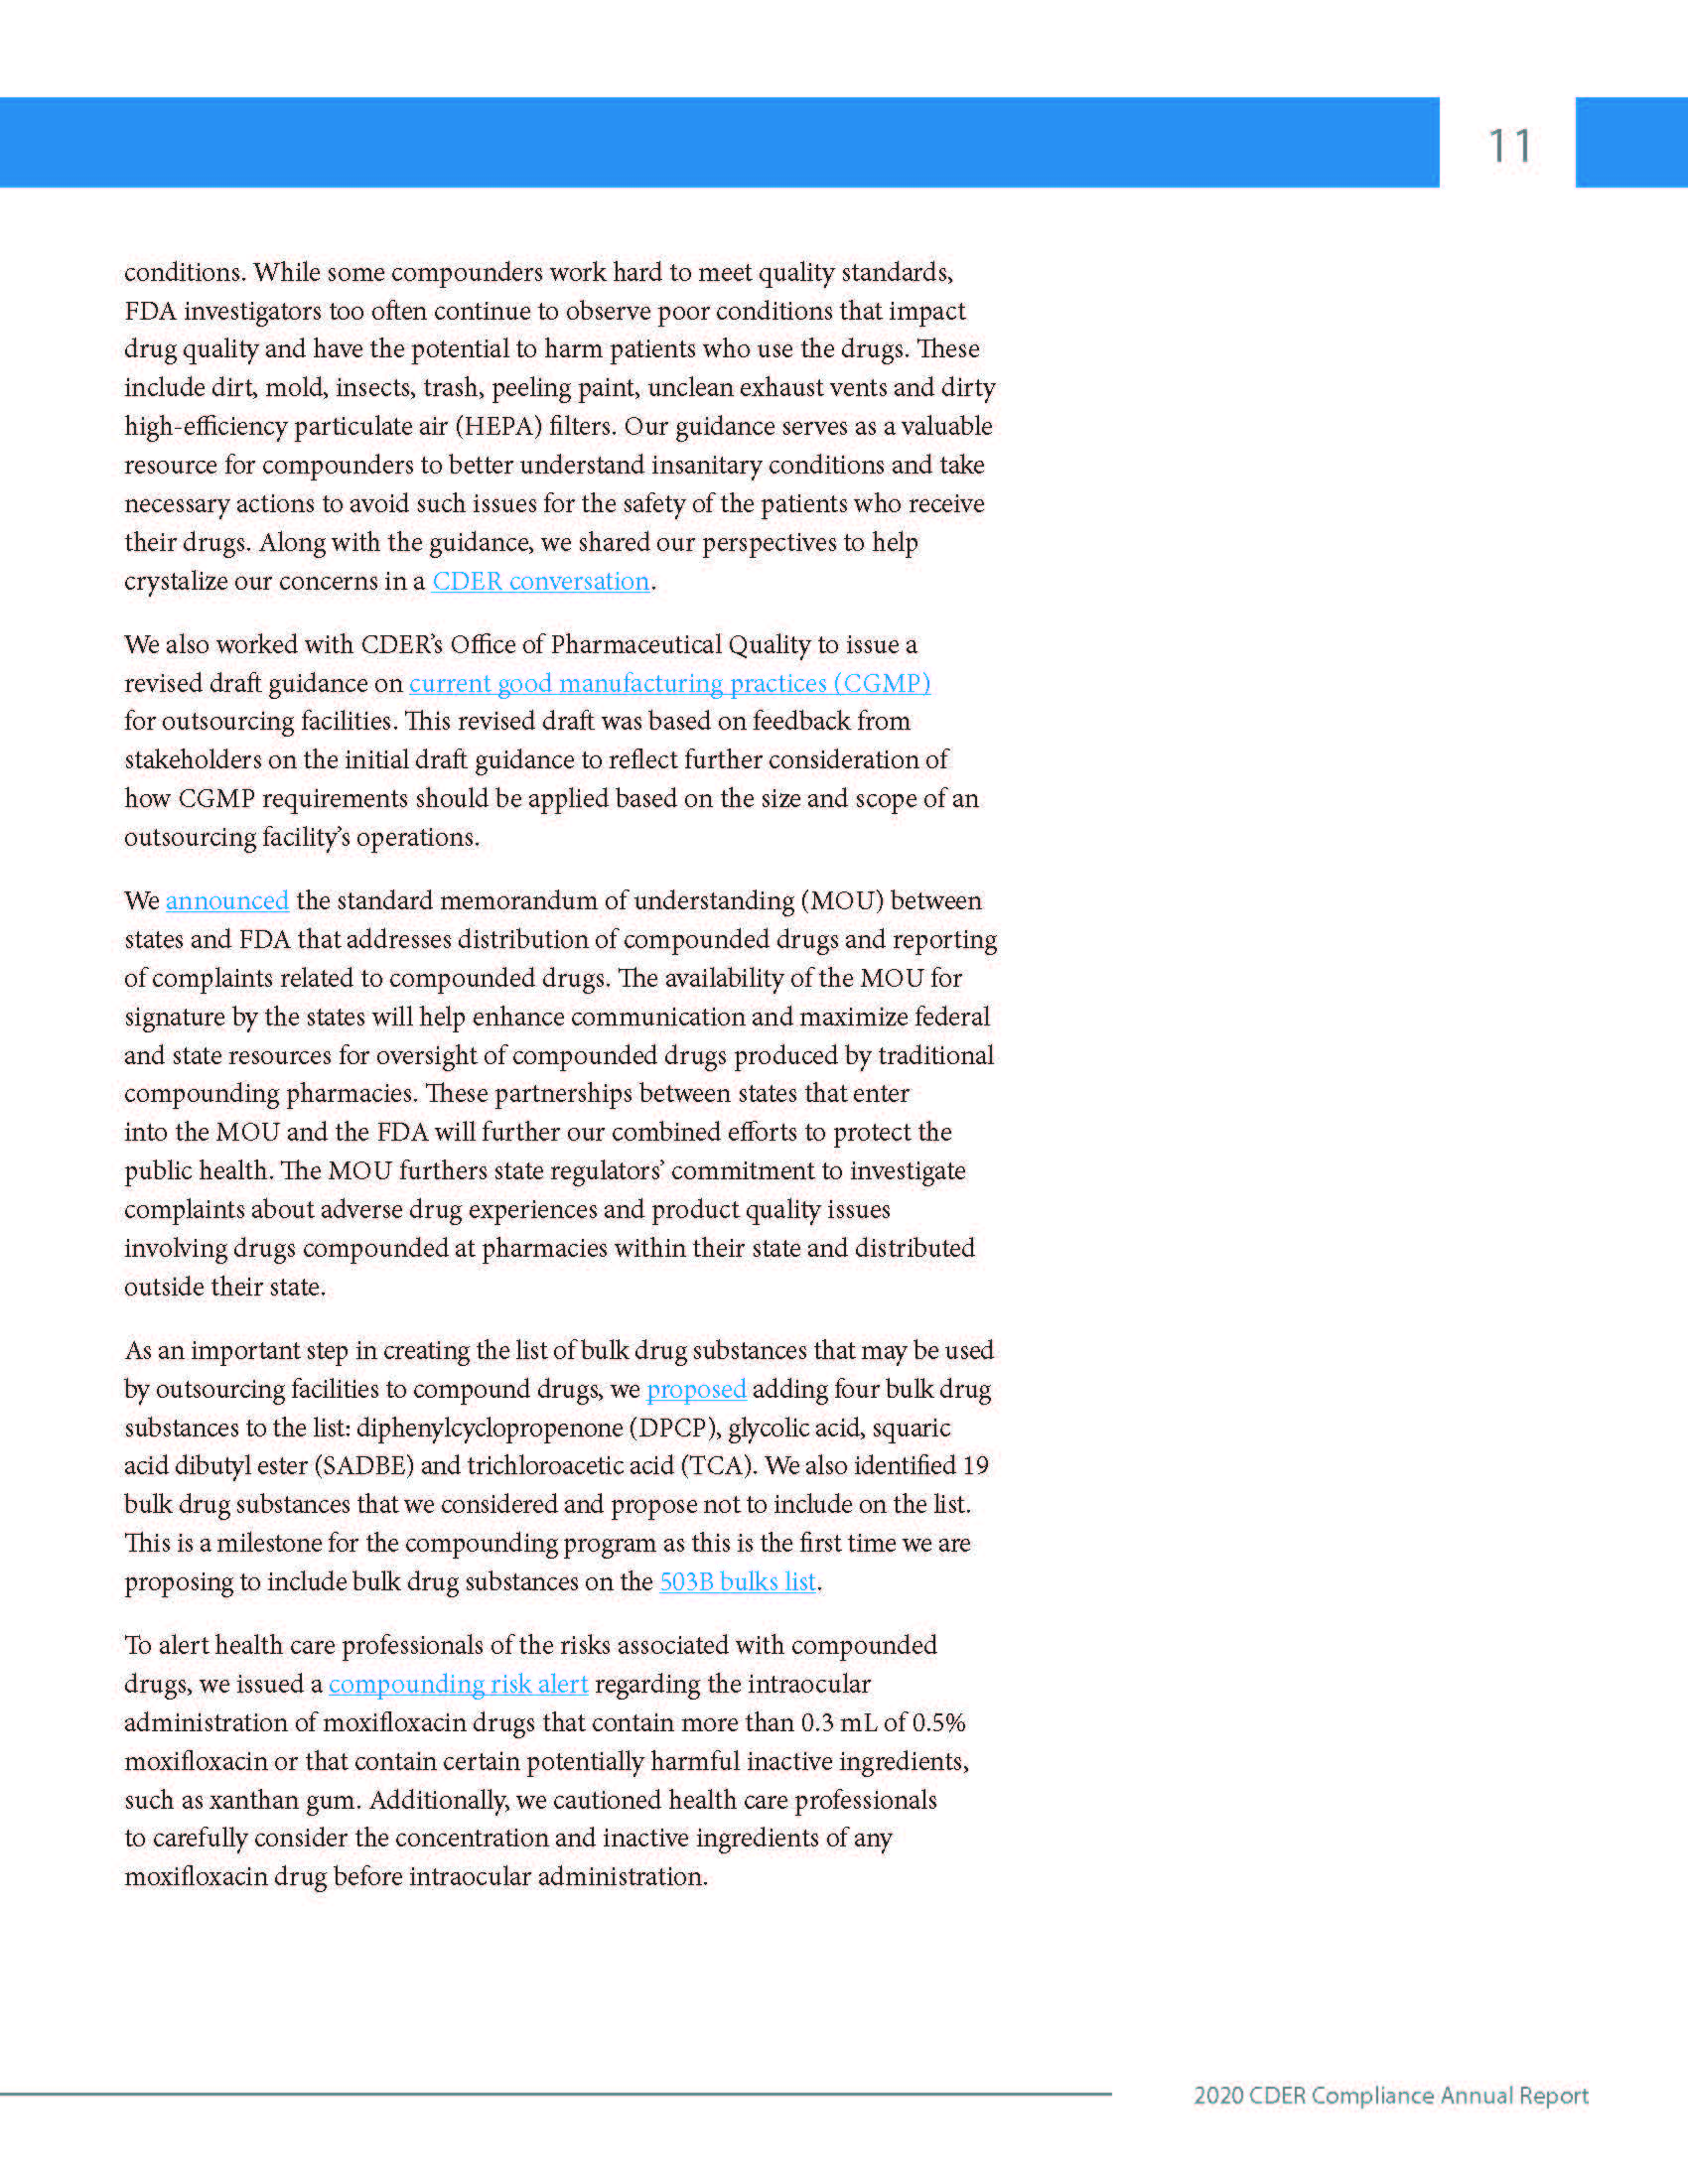 11
conditions. While some compounders work hard to meet quality standards,
FDA investigators too often continue to observe poor conditions that impact
drug quality and have the potential to harm patients who use the drugs. These
include dirt, mold, insects, trash, peeling paint, unclean exhaust vents and dirty
high-efficiency particulate air (HEPA) filters. Our guidance serves as a valuable
resource for compounders to better understand insanitary conditions and take
necessary actions to avoid such issues for the safety of the patients who receive
their drugs. Along with the guidance, we shared our perspectives to help
crystalize our concerns in a CDER conversation.
We also worked with CDER’s Office of Pharmaceutical Quality to issue a
revised draft guidance on current good manufacturing practices (CGMP)
for outsourcing facilities. This revised draft was based on feedback from
stakeholders on the initial draft guidance to reflect further consideration of
how CGMP requirements should be applied based on the size and scope of an
outsourcing facility’s operations.
We announced the standard memorandum of understanding (MOU) between
states and FDA that addresses distribution of compounded drugs and reporting
of complaints related to compounded drugs. The availability of the MOU for
signature by the states will help enhance communication and maximize federal
and state resources for oversight of compounded drugs produced by traditional
compounding pharmacies. These partnerships between states that enter
into the MOU and the FDA will further our combined efforts to protect the
public health. The MOU furthers state regulators’ commitment to investigate
complaints about adverse drug experiences and product quality issues
involving drugs compounded at pharmacies within their state and distributed
outside their state.
As an important step in creating the list of bulk drug substances that may be used
by outsourcing facilities to compound drugs, we proposed adding four bulk drug
substances to the list: diphenylcyclopropenone (DPCP), glycolic acid, squaric
acid dibutyl ester (SADBE) and trichloroacetic acid (TCA). We also identified 19
bulk drug substances that we considered and propose not to include on the list.
This is a milestone for the compounding program as this is the first time we are
proposing to include bulk drug substances on the 503B bulks list.
To alert health care professionals of the risks associated with compounded
drugs, we issued a compounding risk alert regarding the intraocular
administration of moxifloxacin drugs that contain more than 0.3 mL of 0.5%
moxifloxacin or that contain certain potentially harmful inactive ingredients,
such as xanthan gum. Additionally, we cautioned health care professionals
to carefully consider the concentration and inactive ingredients of any
moxifloxacin drug before intraocular administration.
2020 CDER Compliance Annual Report